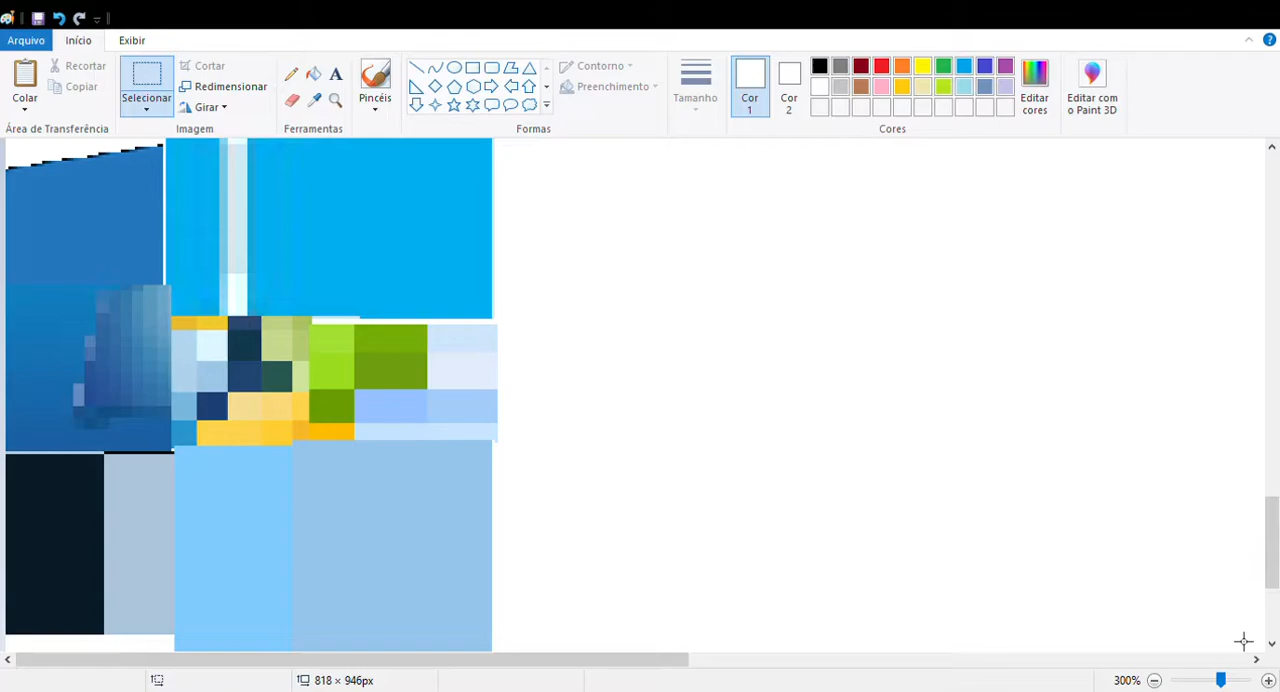 Arquivo Início Exibir
Colar
Recortar
Copiar
Área de Transferência
Selecionar
Cortar
Redimensionar
Girar
Imagem
Ferramentas
Pincéis
Contorno
Preenchimento
Formas
Tamanho
Cor
1
Cor
2
Editar
cores
Cores
Editar com
o Paint 3D
818 × 946px
300%